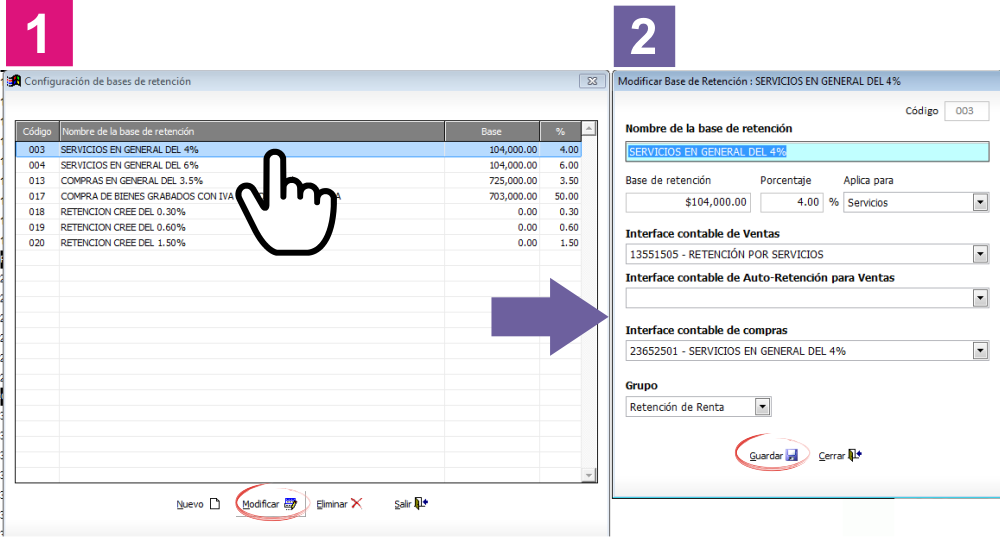 1
2
Configuración de bases de retención
Código Nombre de la base de retención Base %
003 SERVICIOS EN GENERAL DEL 4% 104,000.00 4.00
004 SERVICIOS EN GENERAL DEL 6% 104,000.00 6.00
013 COMPRAS EN GENERAL DEL 3.5% 725,000.00 3.50
017 COMPRA DE BIENES GRABADOS CON IVA A 703,000.00 50.00
018 RETENCION CREE DEL 0.30% 0.00 0.30
019 RETENCION CREE DEL 0.60% 0.00 0.60
020 RETENCION CREE DEL 1.50% 0.00 1.50
Nuevo Modificar Eliminar Salir
Modificar Base de Retención : SERVICIOS EN GENERAL DEL 4%
Código 003
Nombre de la base de retención
SERVICIOS EN GENERAL DEL 4%
Base de retención Porcentaje Aplica para
$104,000.00 4.00 % Servicios
Interface contable de Ventas
13551505 - RETENCIÓN POR SERVICIOS
Interface contable de Auto-Retención para Ventas
Interface contable de compras
23652501 - SERVICIOS EN GENERAL DEL 4%
Grupo
Retención de Renta
Guardar Cerrar